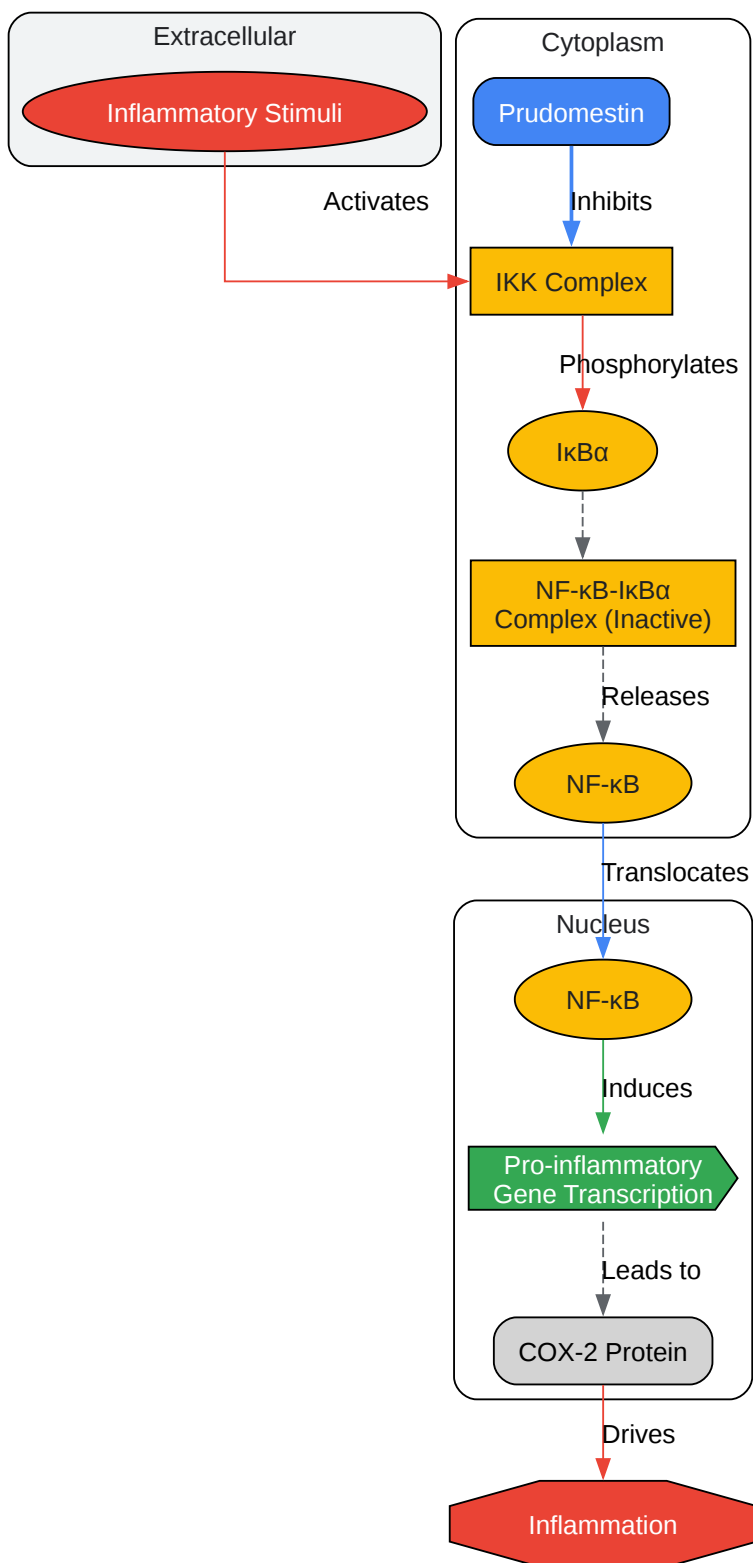 Extracellular
Inflammatory Stimuli
Activates
Cytoplasm
Prudomestin
Inhibits
IKK Complex
Phosphorylates
IκBα
NF-κB-IκBα
Complex (Inactive)
Releases
NF-κB
Translocates
Nucleus
NF-κB
Induces
Pro-inflammatory
Gene Transcription
Leads to
COX-2 Protein
Drives
Inflammation